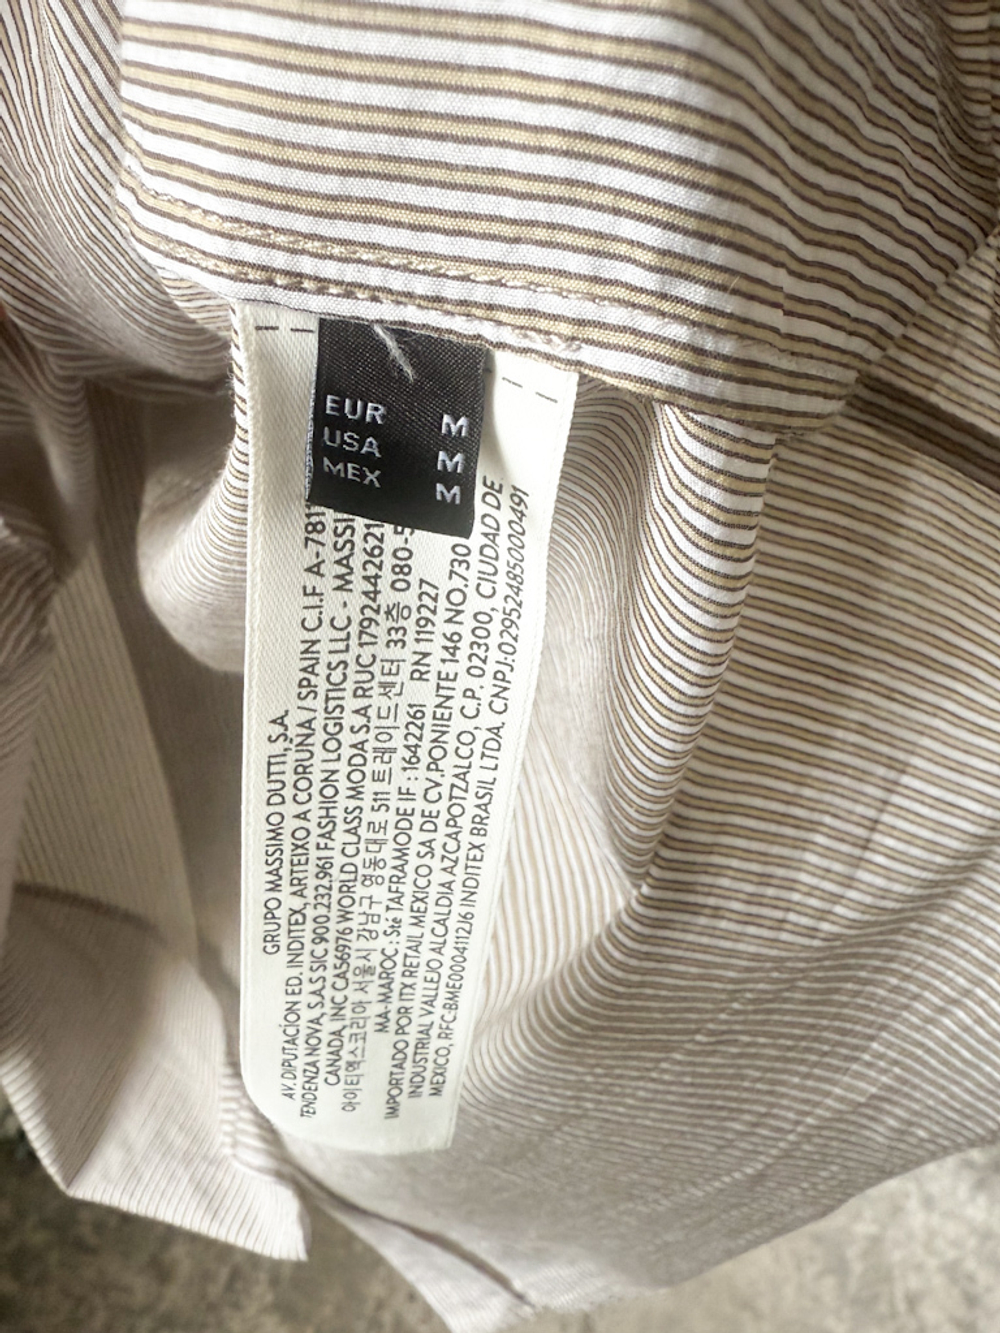 EUR M
USA M
MEX M
GRUPO MASSIMO DUTTI, S.A.
AV. DIPUTACÍON ED. INDITEX, ARTEIXO A CORUNA / SPAIN C.I.F A-781
TENDENZA NOVA, S.A.S SIC 900.232.961 FASHION LOGISTICS LLC - MASSI
CANADA, INC CA56976 WORLD CLASS MODA S.A RUC 1792442621
아이티엑스코리아 서울시 강남구 영동대로 511 트레이드센터 33층 080-5
MA-MAROC : Sté TAFRAMODE IF : 1642261 RN 119227
IMPORTADO POR ITX RETAIL MEXICO SA DE CV.PONIENTE 146 NO.730
INDUSTRIAL VALLEJO ALCALDIA AZCAPOTZALCO, C.P. 02300, CIUDAD DE
MEXICO, RFC:BME0004112J6 INDITEX BRASIL LTDA. CNPJ:02952485000491